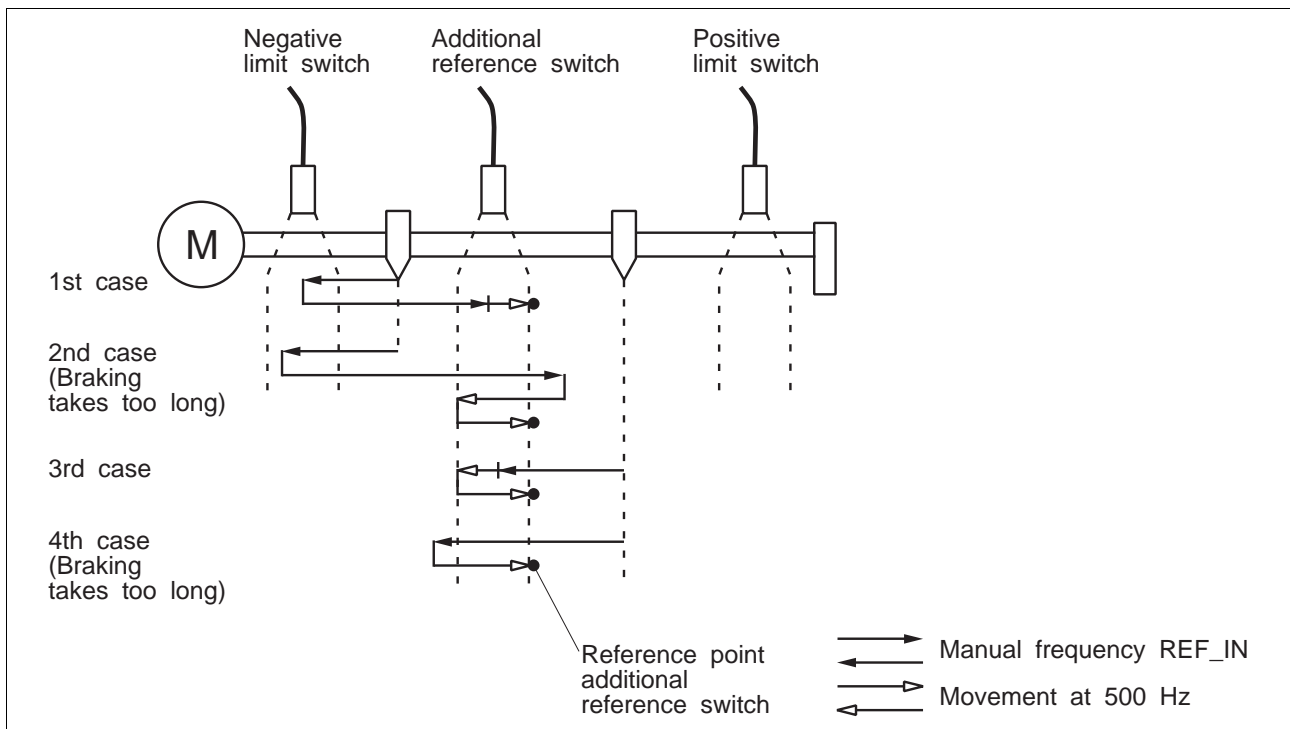 Negative
limit switch
Additional
reference switch
Positive
limit switch
M
1st case
2nd case
(Braking
takes too long)
3rd case
4th case
(Braking
takes too long)
Reference point
additional
reference switch
Manual frequency REF_IN
Movement at 500 Hz